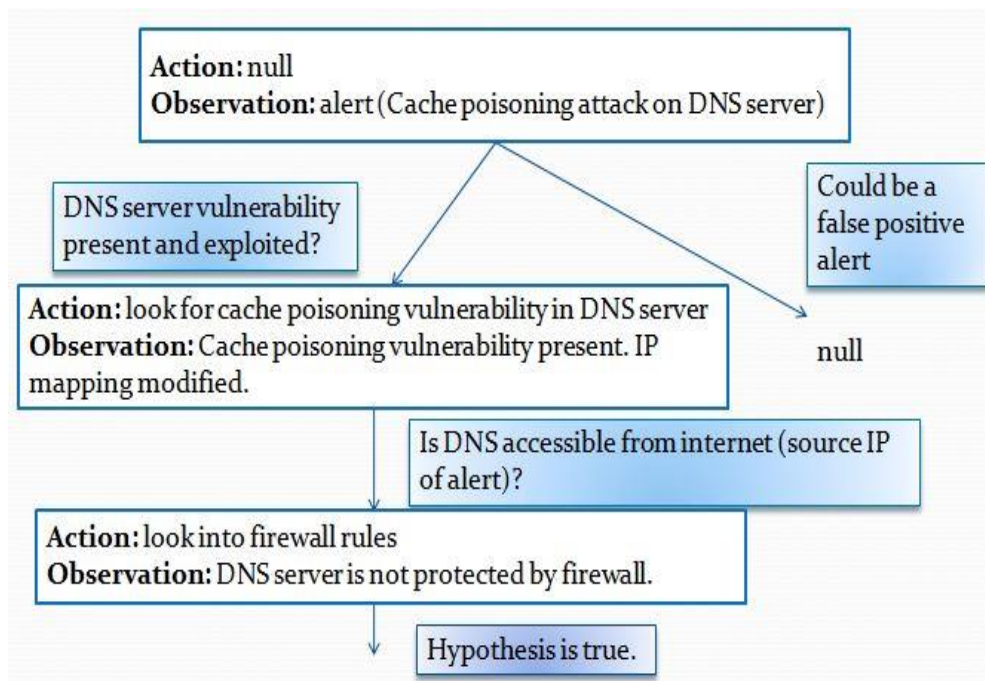 Action: null
Observation: alert (Cache poisoning attack on DNS server)
DNS server vulnerability
present and exploited?
Could be a
false positive
alert
Action: look for cache poisoning vulnerability in DNS server
Observation: Cache poisoning vulnerability present. IP
mapping modified.
null
Is DNS accessible from internet (source IP
of alert)?
Action: look into firewall rules
Observation: DNS server is not protected by firewall.
Hypothesis is true.